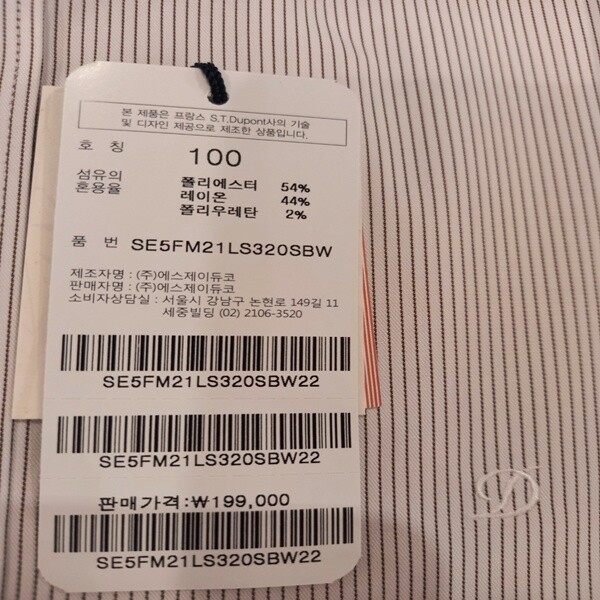 본 제품은 프랑스 S.T.Dupont사의 기술
및 디자인 제공으로 제조한 상품입니다.
호 칭 100
섬유의 폴리에스터 54%
혼용율 레이온 44%
폴리우레탄 2%
품 번 SE5FM21LS320SBW
제조자명 : (주)에스제이듀코
판매자명 : (주)에스제이듀코
소비자상담실 : 서울시 강남구 논현로 149길 11
세중빌딩 (02) 2106-3520
SE5FM21LS320SBW22
SE5FM21LS320SBW22
판매가격:₩199,000
SE5FM21LS320SBW22
D